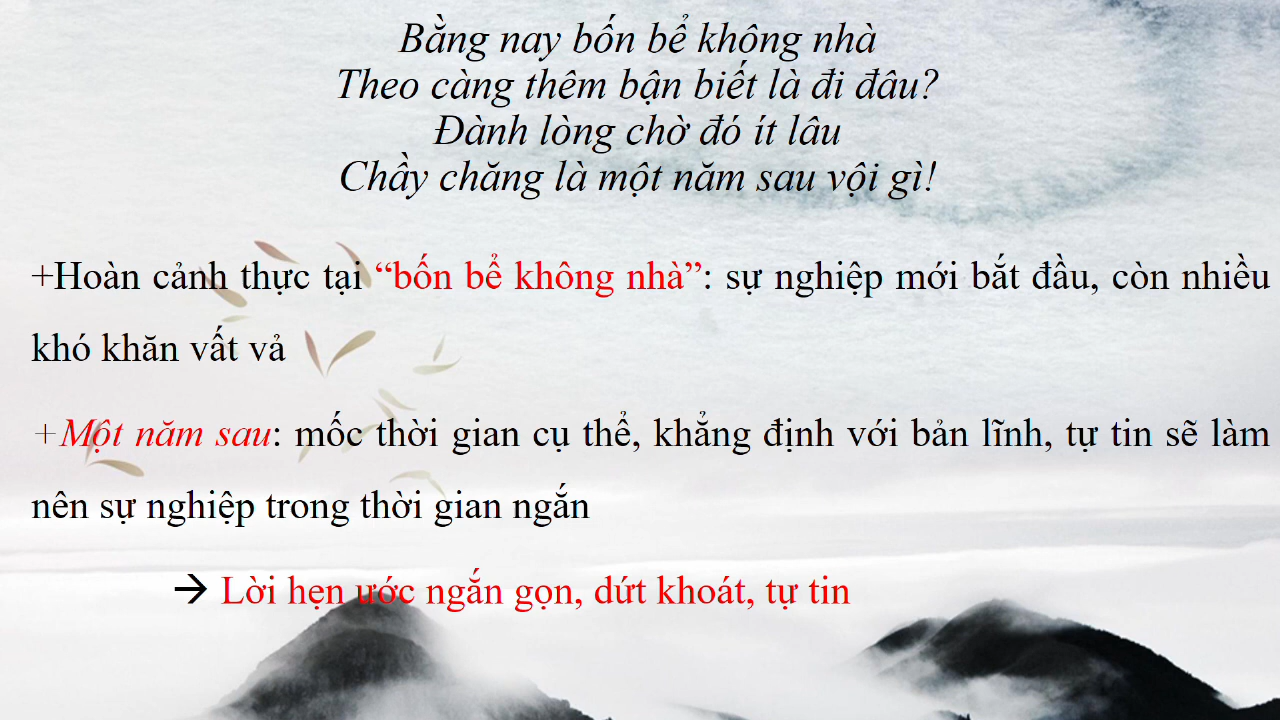 Bằng nay bốn bể không nhà
Theo càng thêm bận biết là đi đâu?
Đành lòng chờ đó ít lâu
Chầy chăng là một năm sau vội gì!
+Hoàn cảnh thực tại “bốn bể không nhà”: sự nghiệp mới bắt đầu, còn nhiều
khó khăn vất vả
+Một năm sau: mốc thời gian cụ thể, khẳng định với bản lĩnh, tự tin sẽ làm
nên sự nghiệp trong thời gian ngắn
→ Lời hẹn ước ngắn gọn, dứt khoát, tự tin